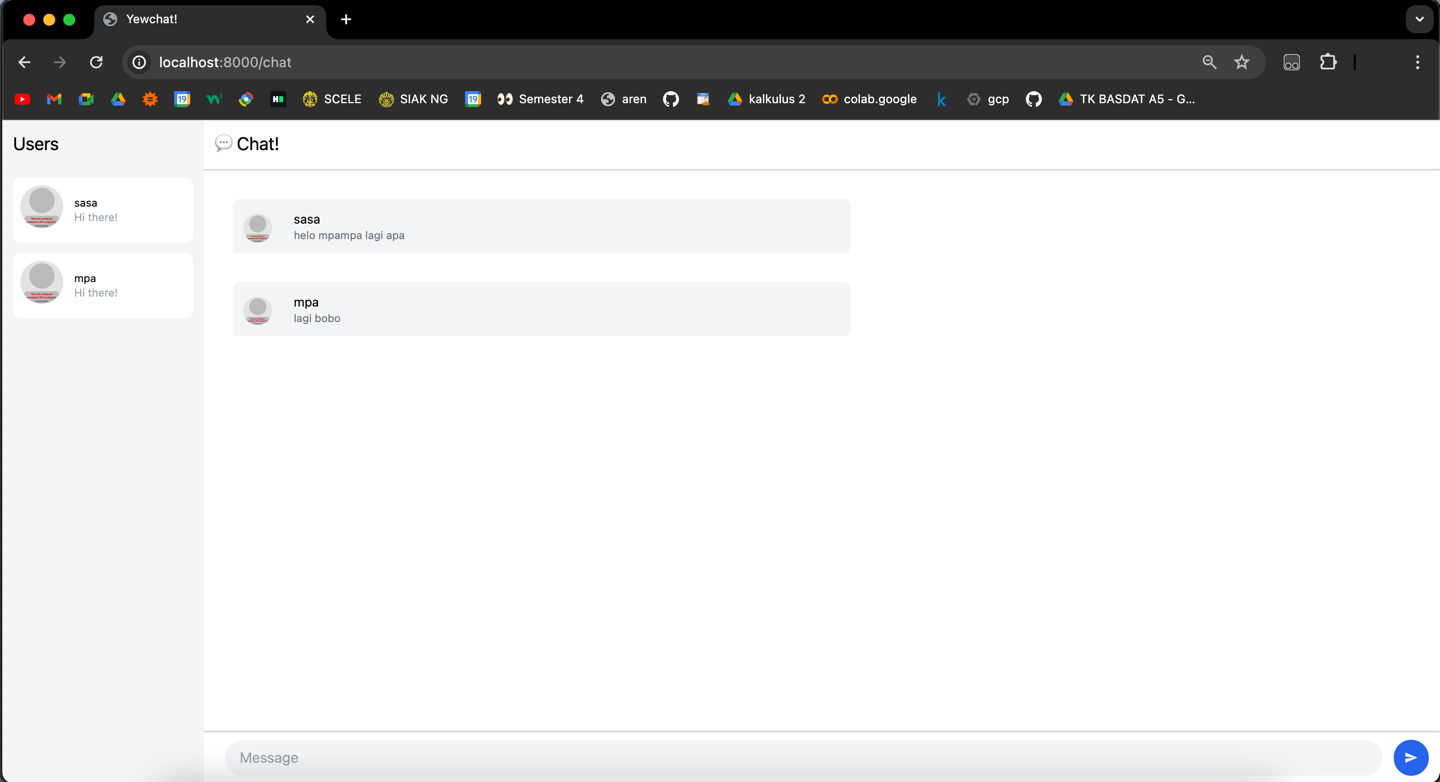 Yewchat!
localhost:8000/chat
19 SCELE SIAK NG 19 Semester 4 aren kalkulus 2 colab.google k gcp TK BASDAT A5 - G...
Users
sasa
Hi there!
mpa
Hi there!
Chat!
sasa
helo mpampa lagi apa
mpa
lagi bobo
Message